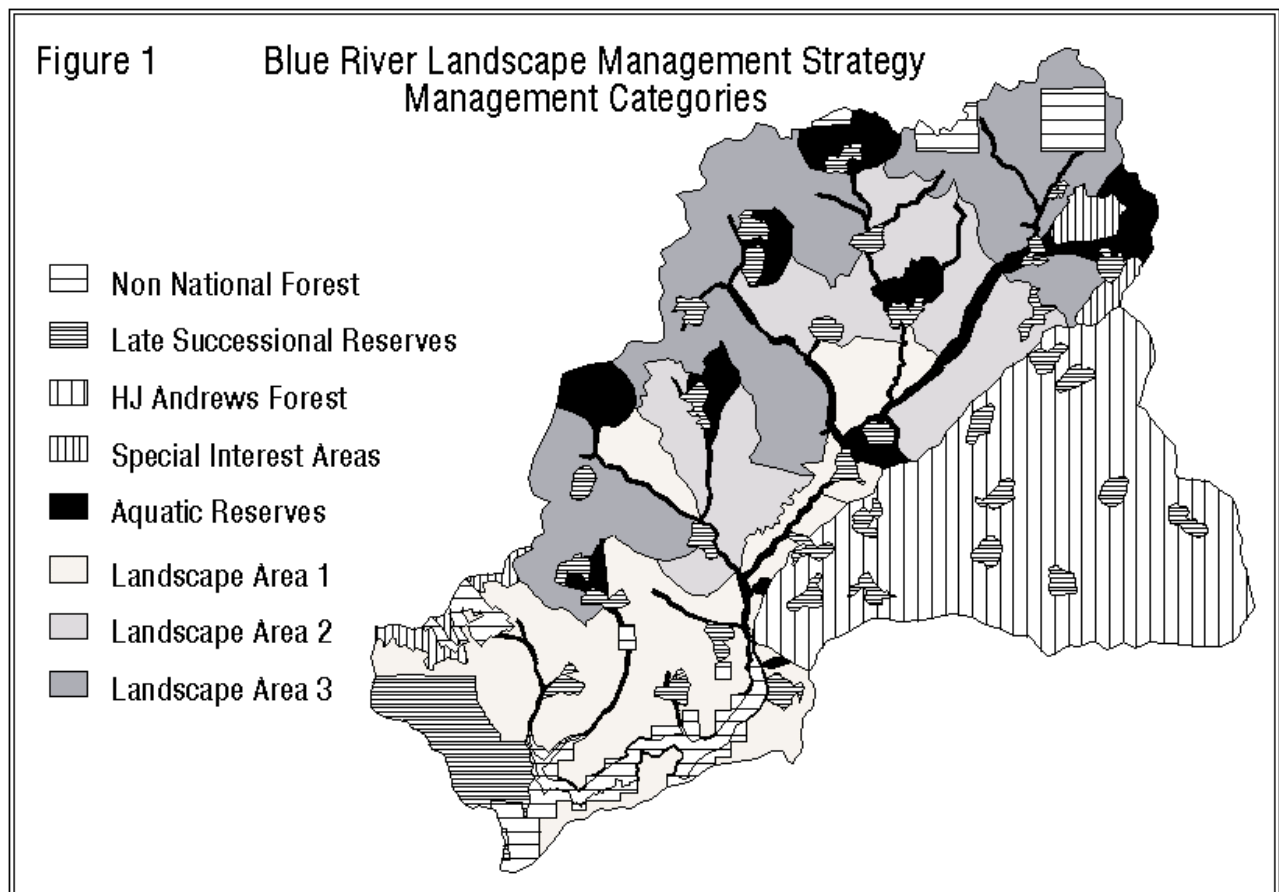 Figure 1 Blue River Landscape Management Strategy
Management Categories
Non National Forest
Late Successional Reserves
HJ Andrews Forest
Special Interest Areas
Aquatic Reserves
Landscape Area 1
Landscape Area 2
Landscape Area 3